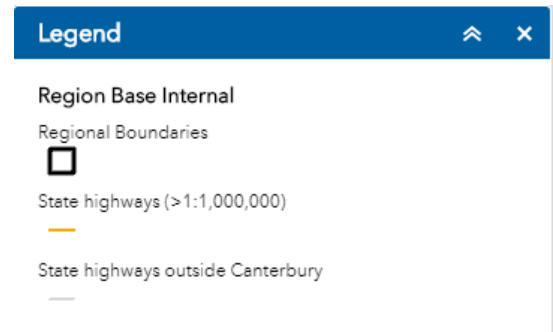 Legend
Region Base Internal
Regional Boundaries
State highways (>1:1,000,000)
State highways outside Canterbury